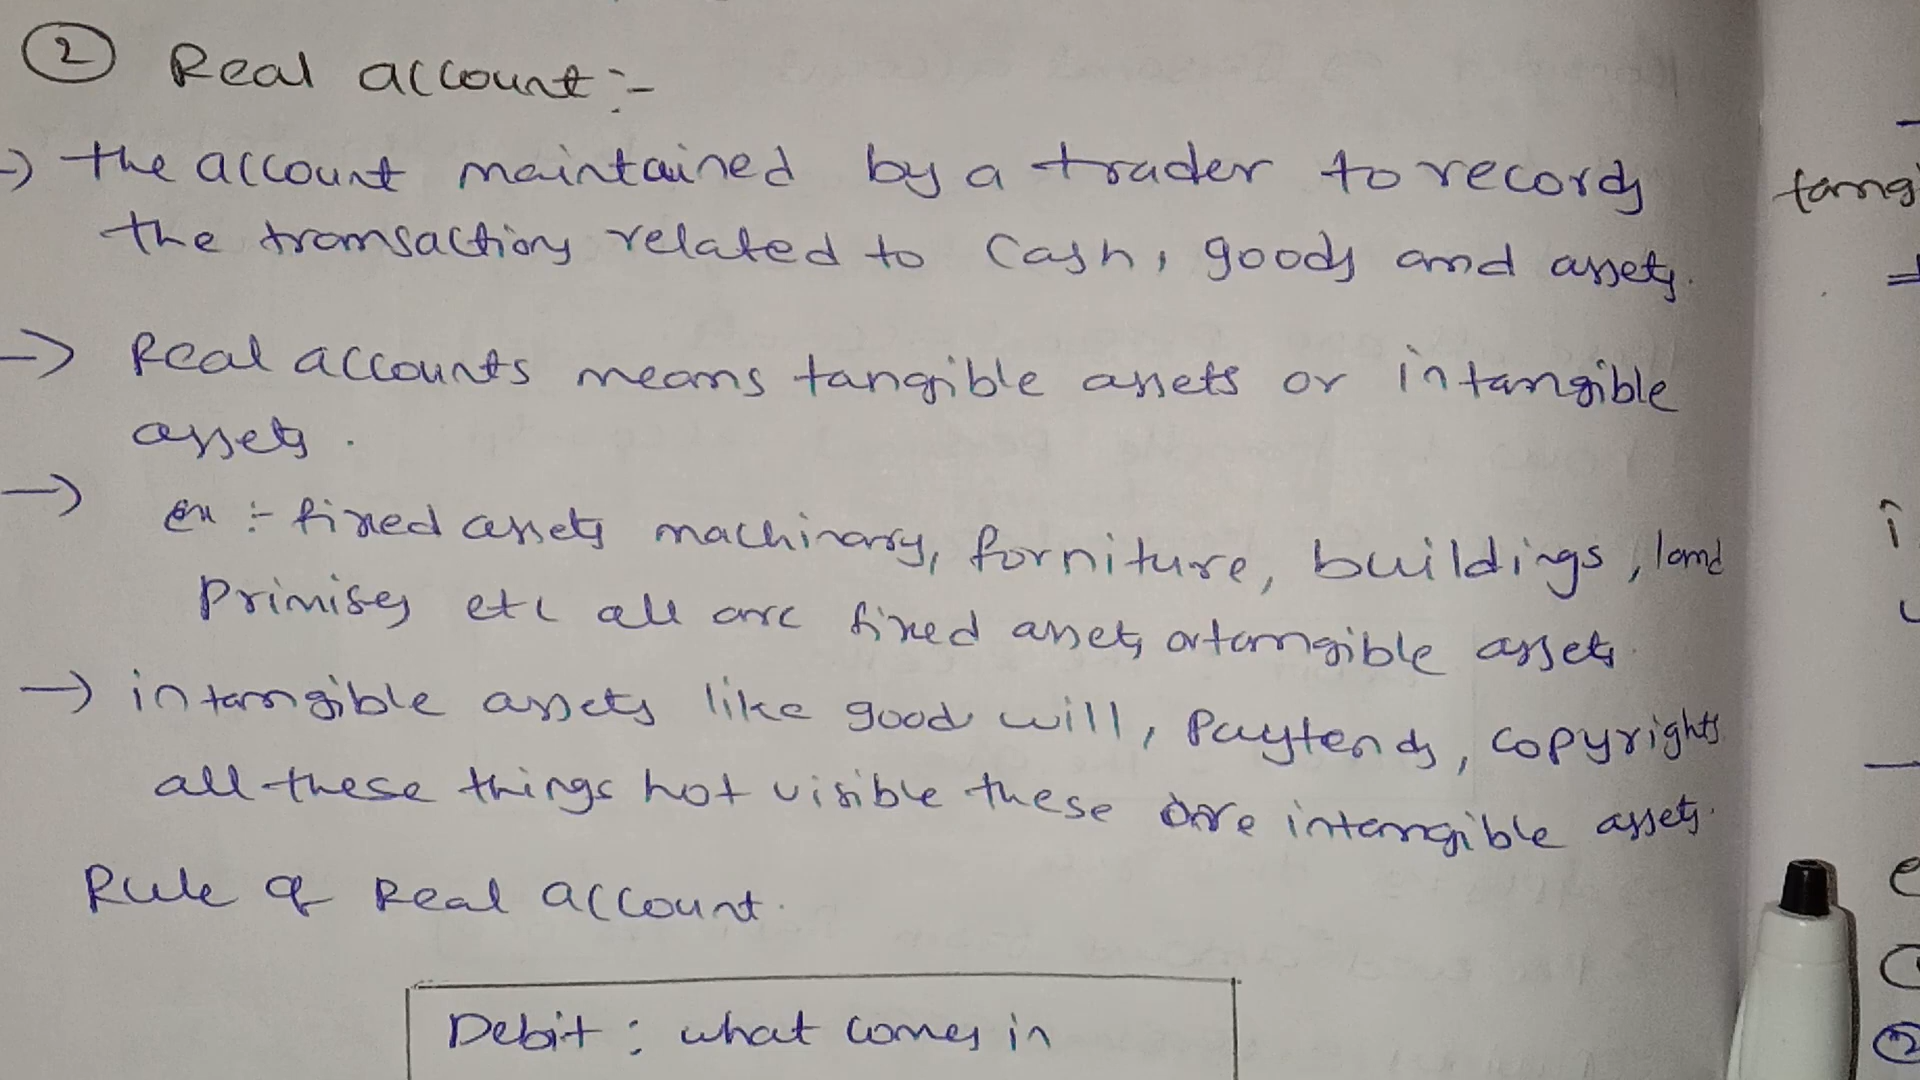 ② Real account :-
→ the account maintained by a trader to records
the transactions related to Cash, goods and assets.
→ Real accounts means tangible assets or intangible
assets.
→ Ex :- fixed assets machinary, forniture, buildings, land
Primises etc all are fixed assets or tangible assets.
→ intangible assets like good will, Paytends, copyrights
all these things not visible these are intangible assets.
Rule of Real account.
Debit : what comes in